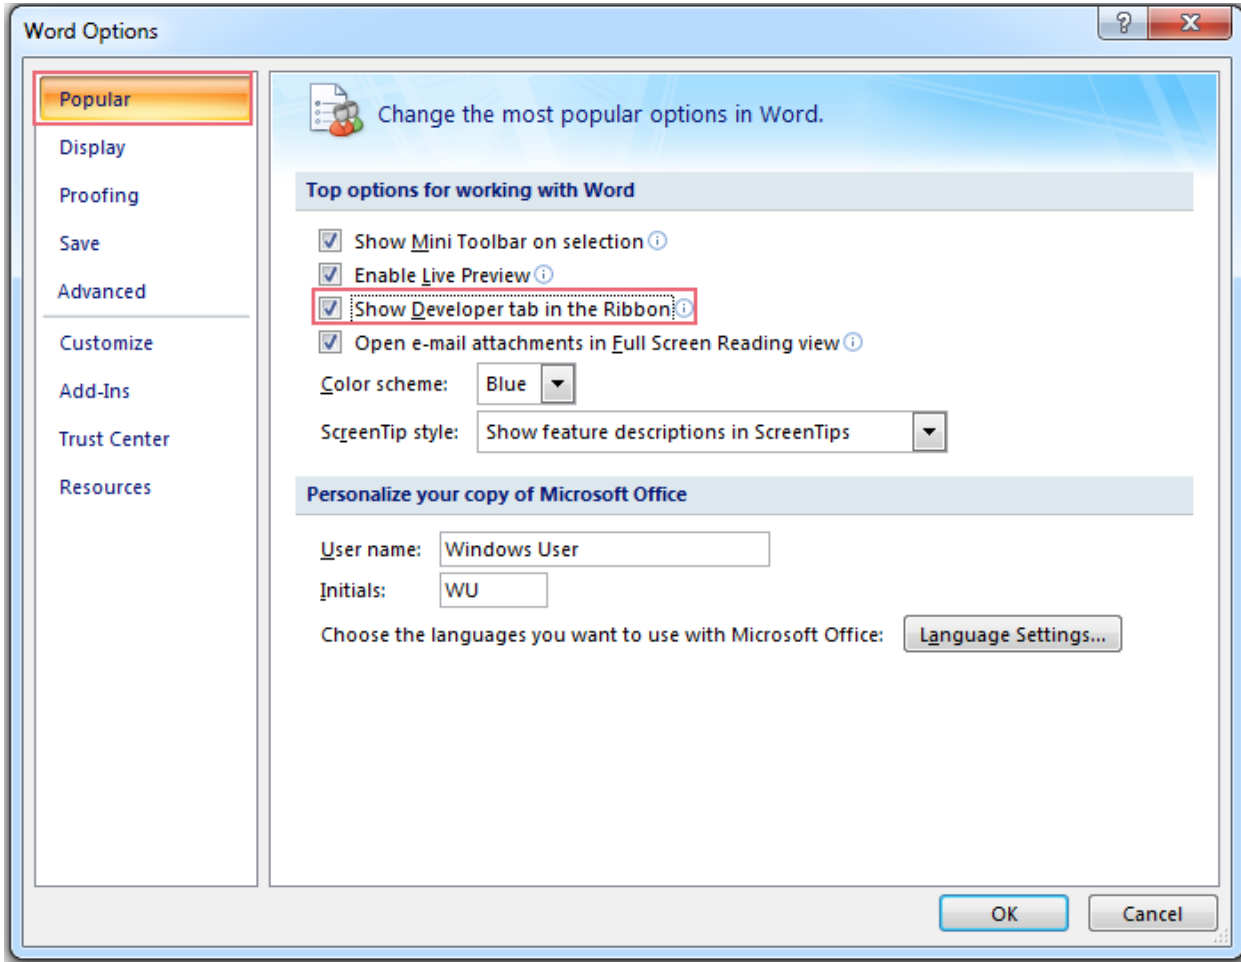 Word Options
Popular
Display
Proofing
Save
Advanced
Customize
Add-Ins
Trust Center
Resources
Change the most popular options in Word.
Top options for working with Word
Show Mini Toolbar on selection
Enable Live Preview
Show Developer tab in the Ribbon
Open e-mail attachments in Full Screen Reading view
Color scheme: Blue
ScreenTip style: Show feature descriptions in ScreenTips
Personalize your copy of Microsoft Office
User name: Windows User
Initials: WU
Choose the languages you want to use with Microsoft Office: Language Settings...
OK Cancel